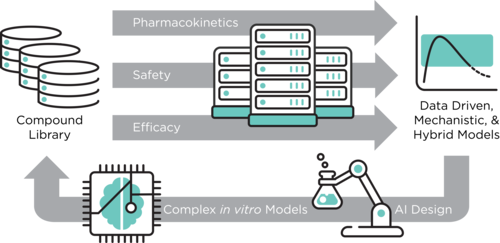 Pharmacokinetics
Safety
Efficacy
Compound
Library
Data Driven,
Mechanistic, &
Hybrid Models
Complex in vitro Models
AI Design